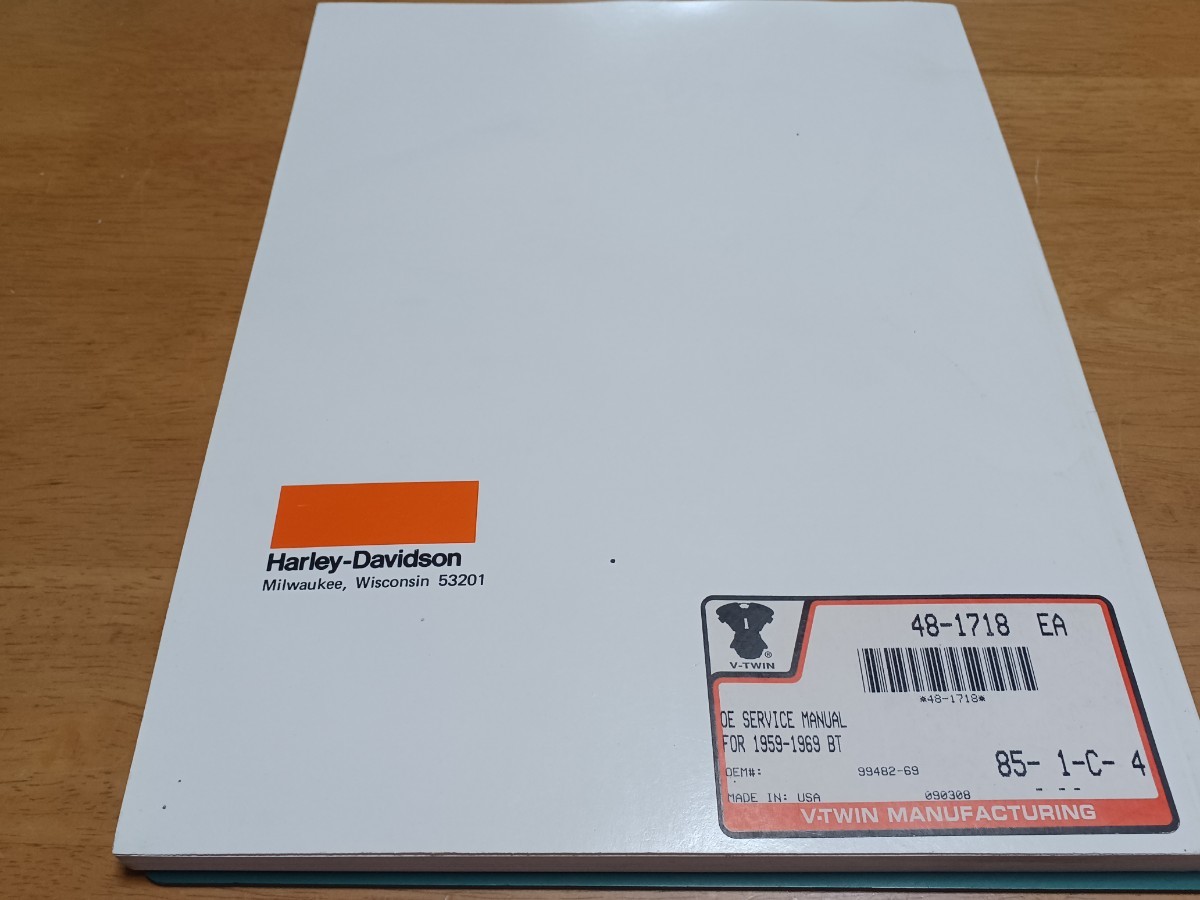 Harley-Davidson
Milwaukee, Wisconsin 53201
V-TWIN ®
48-1718 EA
*48-1718*
OE SERVICE MANUAL
FOR 1959-1969 BT
OEM#: 99482-69
85- 1-C- 4
- - -
MADE IN: USA 090308
V-TWIN MANUFACTURING